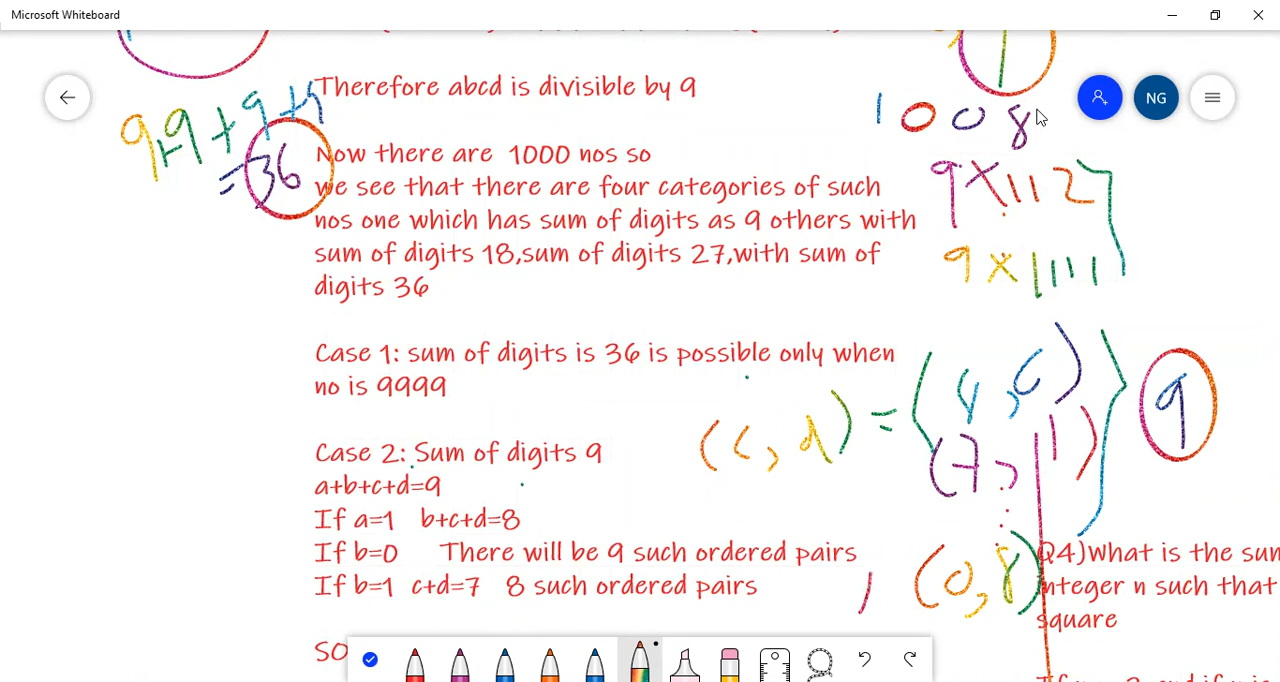 Microsoft Whiteboard
Therefore abcd is divisible by 9
NG
1008
9+9+9+9
=36
Now there are 1000 nos so
we see that there are four categories of such
nos one which has sum of digits as 9 others with
sum of digits 18,sum of digits 27,with sum of
digits 36
9×1112
9×1111
Case 1: sum of digits is 36 is possible only when
no is 9999
9
(7,1)
(0,8)
Case 2: Sum of digits 9
a+b+c+d=9
If a=1 b+c+d=8
If b=0 There will be 9 such ordered pairs
If b=1 c+d=7 8 such ordered pairs
SO
Q4)What is the sum
integer n such that
square